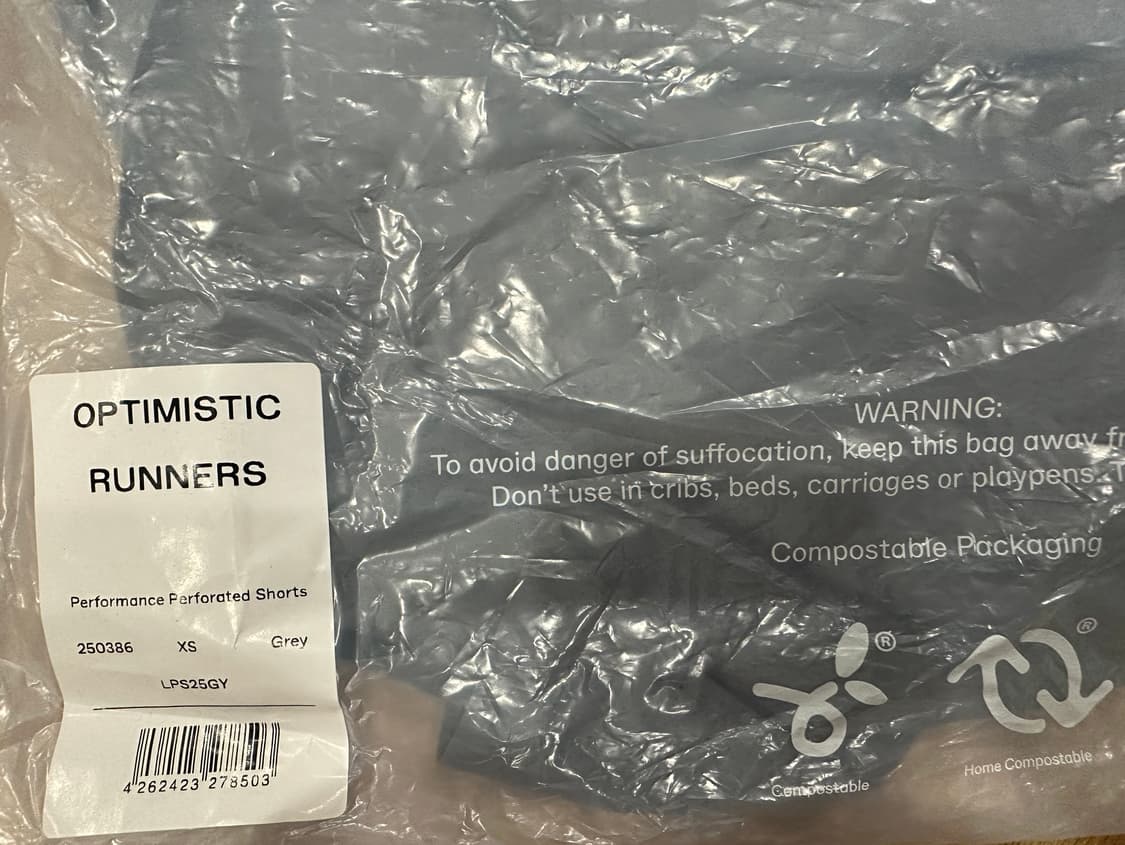 OPTIMISTIC
RUNNERS
Performance Perforated Shorts
250386 XS Grey
LPS25GY
4 262423 278503
WARNING:
To avoid danger of suffocation, keep this bag away
Don't use in cribs, beds, carriages or playpens.
Compostable Packaging
®
®
Compostable
Home Compostable